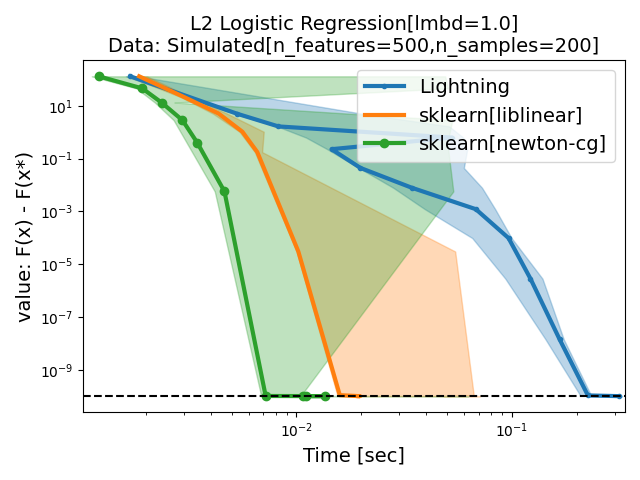 L2 Logistic Regression[lmbd=1.0]
Data: Simulated[n_features=500,n_samples=200]
value: F(x) - F(x*)
10^1
10^-1
10^-3
10^-5
10^-7
10^-9
Lightning
sklearn[liblinear]
sklearn[newton-cg]
10^-2
10^-1
Time [sec]